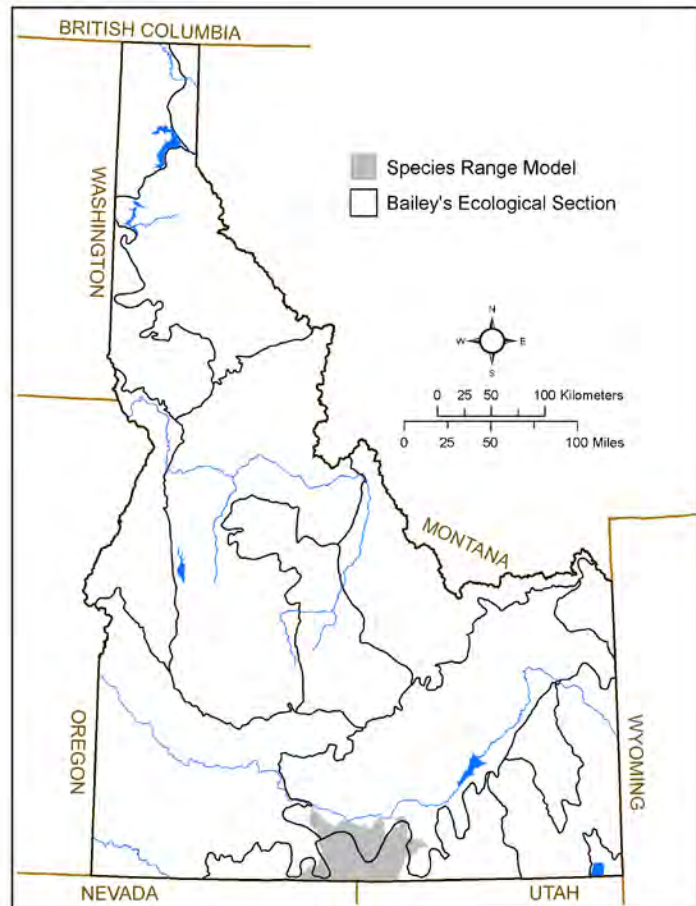 BRITISH COLUMBIA
WASHINGTON
Species Range Model
Bailey's Ecological Section
N
W E
S
0 25 50 100 Kilometers
0 25 50 100 Miles
MONTANA
OREGON
WYOMING
NEVADA UTAH